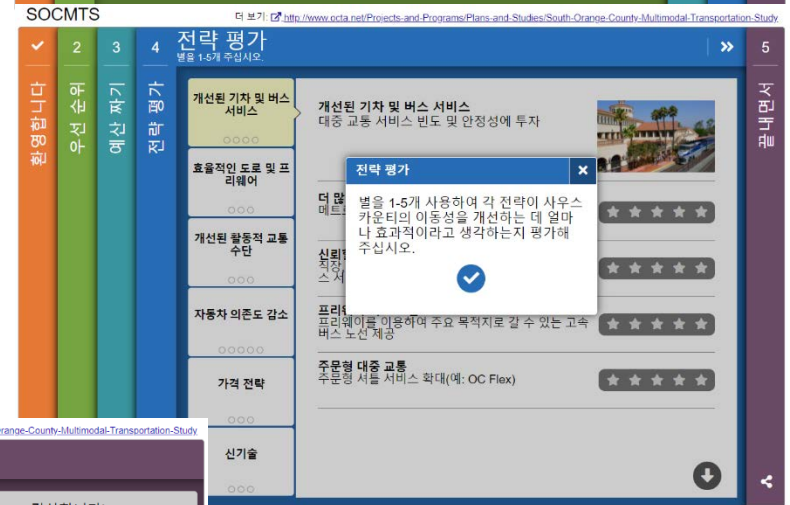 SOCMTS
더 보기: http://www.octa.net/Projects-and-Programs/Plans-and-Studies/South-Orange-County-Multimodal-Transportation-Study
환영합니다
2
우선 순위
3
예산 짜기
4
전략 평가
전략 평가
별을 1-5개 주십시오.
5
끝내면서
개선된 기차 및 버스
서비스
효율적인 도로 및 프
리웨어
개선된 활동적 교통
수단
자동차 의존도 감소
가격 전략
신기술
개선된 기차 및 버스 서비스
대중 교통 서비스 빈도 및 안정성에 투자
전략 평가
별을 1-5개 사용하여 각 전략이 사우스
카운티의 이동성을 개선하는 데 얼마
나 효과적이라고 생각하는지 평가해
주십시오.
더 많
메트로
신뢰할
직장
스 서
프리웨
프리웨이를 이용하여 주요 목적지로 갈 수 있는 고속
버스 노선 제공
주문형 대중 교통
주문형 셔틀 서비스 확대(예: OC Flex)
range-County-Multimodal-Transportation-Study